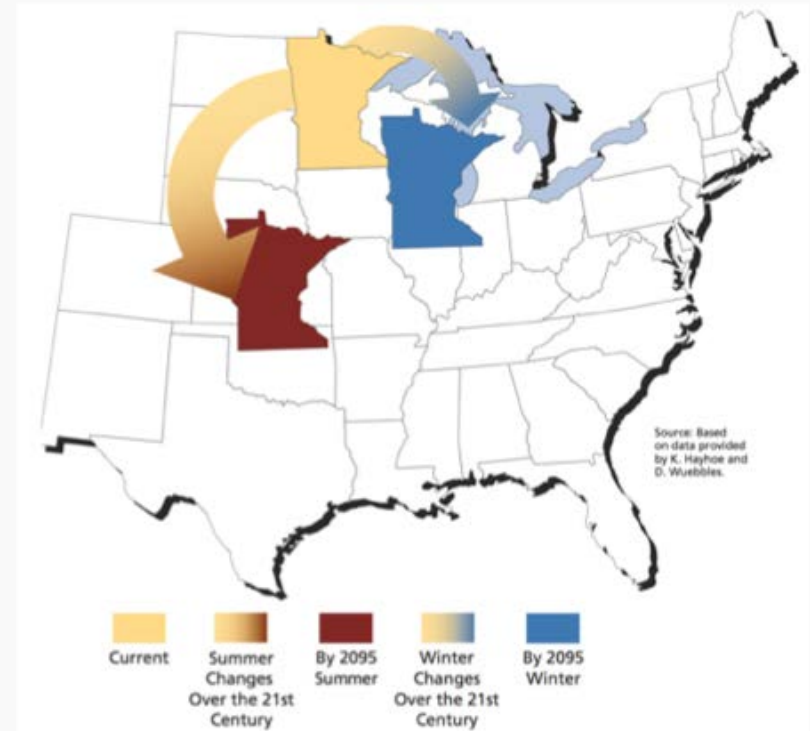 Source: Based
on data provided
by K. Hayhoe and
D. Wuebbles.
Current
Summer
Changes
Over the 21st
Century
By 2095
Summer
Winter
Changes
Over the 21st
Century
By 2095
Winter